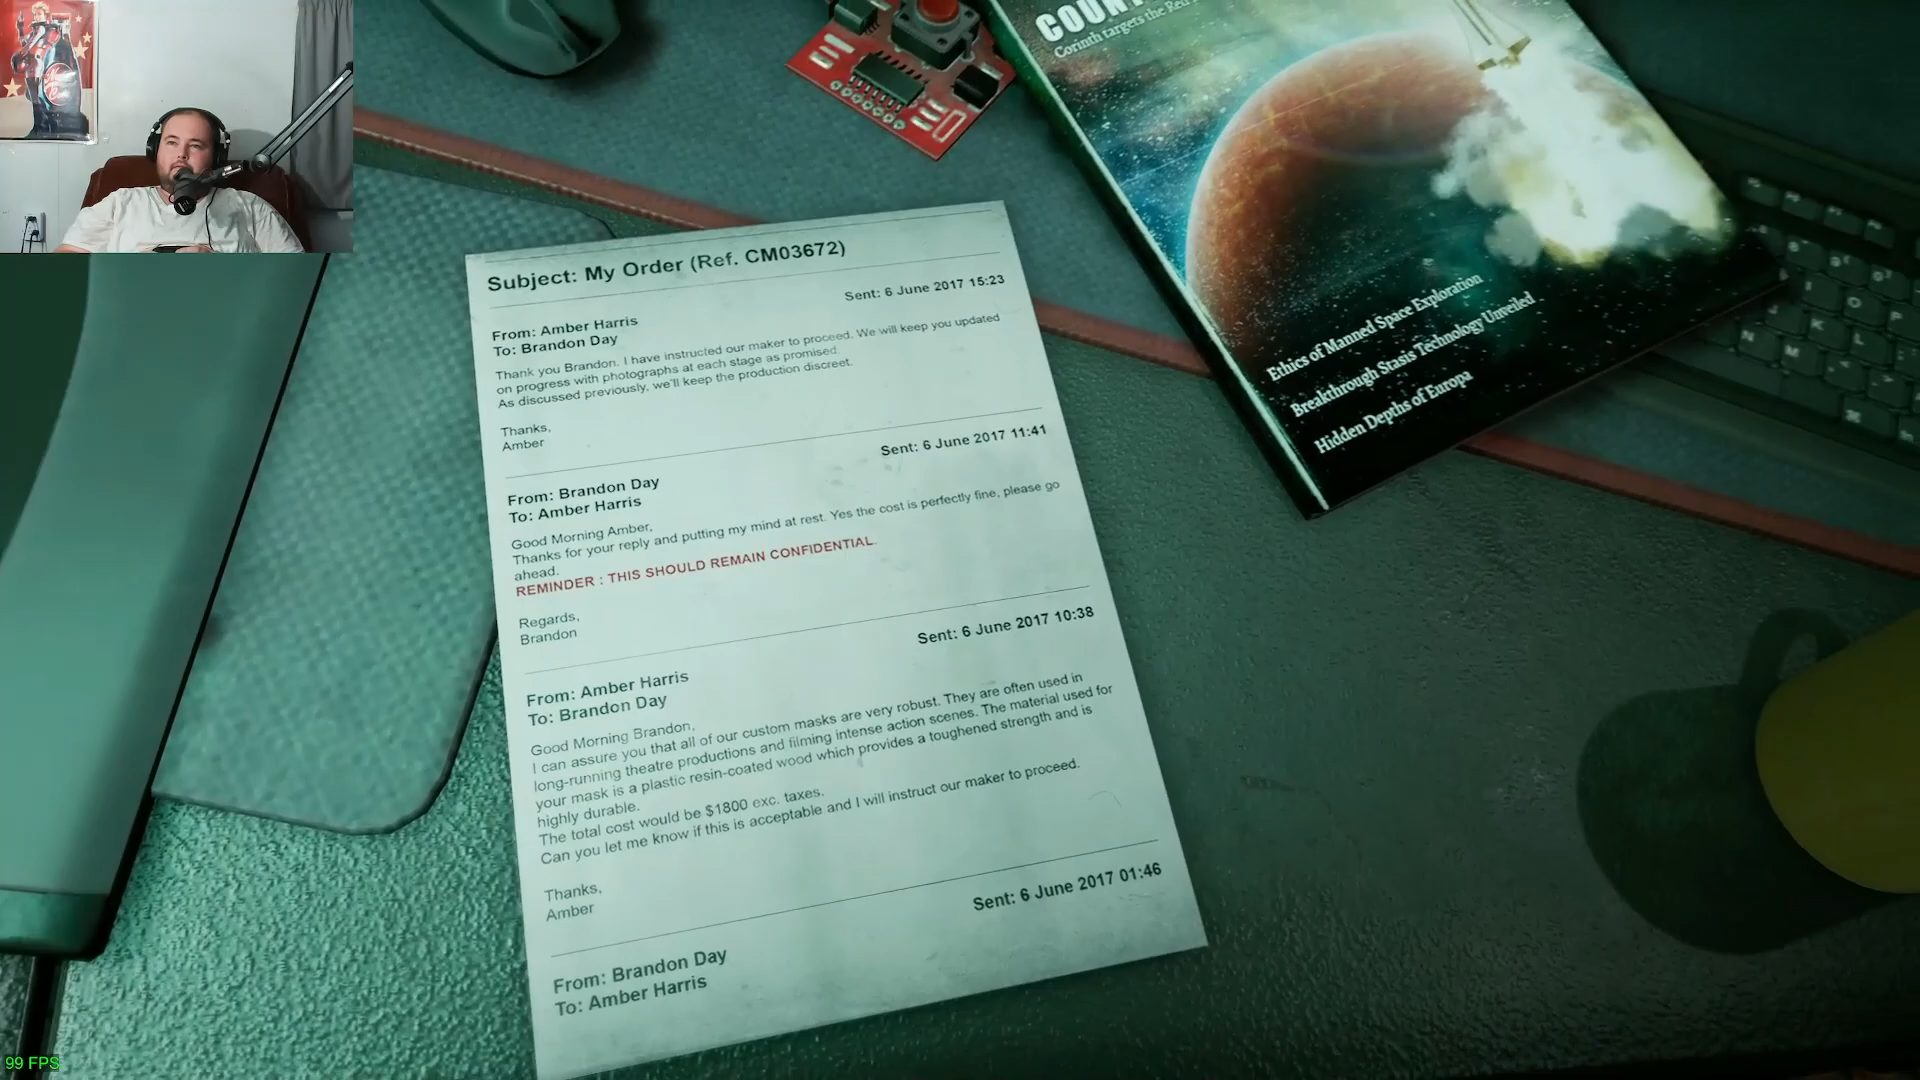 COUN
Corinth targets the Red
Subject: My Order (Ref. CM03672)
Sent: 6 June 2017 15:23
From: Amber Harris
To: Brandon Day
Thank you Brandon. I have instructed our maker to proceed. We will keep you updated
on progress with photographs at each stage as promised.
As discussed previously, we'll keep the production discreet.
Thanks,
Amber
Sent: 6 June 2017 11:41
From: Brandon Day
To: Amber Harris
Good Morning Amber,
Thanks for your reply and putting my mind at rest. Yes the cost is perfectly fine, please go
ahead.
REMINDER : THIS SHOULD REMAIN CONFIDENTIAL.
Regards,
Brandon
Sent: 6 June 2017 10:38
From: Amber Harris
To: Brandon Day
Good Morning Brandon,
I can assure you that all of our custom masks are very robust. They are often used in
long-running theatre productions and filming intense action scenes. The material used for
your mask is a plastic resin-coated wood which provides a toughened strength and is
highly durable.
The total cost would be $1800 exc. taxes.
Can you let me know if this is acceptable and I will instruct our maker to proceed.
Thanks,
Amber
Sent: 6 June 2017 01:46
From: Brandon Day
To: Amber Harris
Ethics of Manned Space Exploration
Breakthrough Stasis Technology Unveiled
Hidden Depths of Europa
I O P
J K L
N M
99 FPS